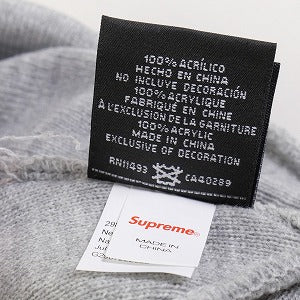 100% ACRÍLICO
HECHO EN CHINA
NO INCLUYE DECORACIÓN
100% ACRYLIQUE
FABRIQUÉ EN CHINE
À L'EXCLUSION DE LA GARNITURE
100% ACRYLIC
MADE IN CHINA
EXCLUSIVE OF DECORATION
RN11493 CA40289
Supreme
MADE IN
CHINA